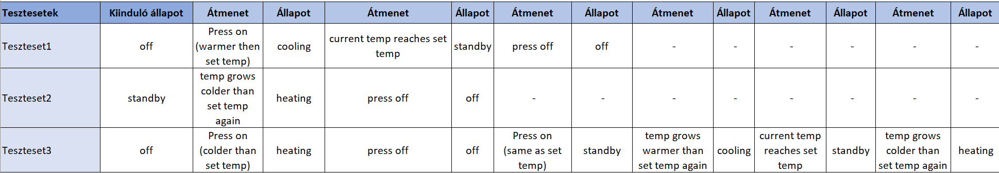 Tesztesetek Kiinduló állapot Átmenet Állapot Átmenet Állapot Átmenet Állapot Átmenet Állapot Átmenet Állapot Átmenet Állapot
Teszteset1
off
Press on
(warmer then
set temp)
cooling
current temp reaches set
temp
standby
press off
off
-
-
-
-
-
-
Teszteset2
standby
temp grows
colder than
set temp
again
heating
press off
off
-
-
-
-
-
-
-
-
Teszteset3
off
Press on
(colder than
set temp)
heating
press off
off
Press on
(same as set
temp)
standby
temp grows
warmer than
set temp again
cooling
current temp
reaches set
temp
standby
temp grows
colder than
set temp again
heating